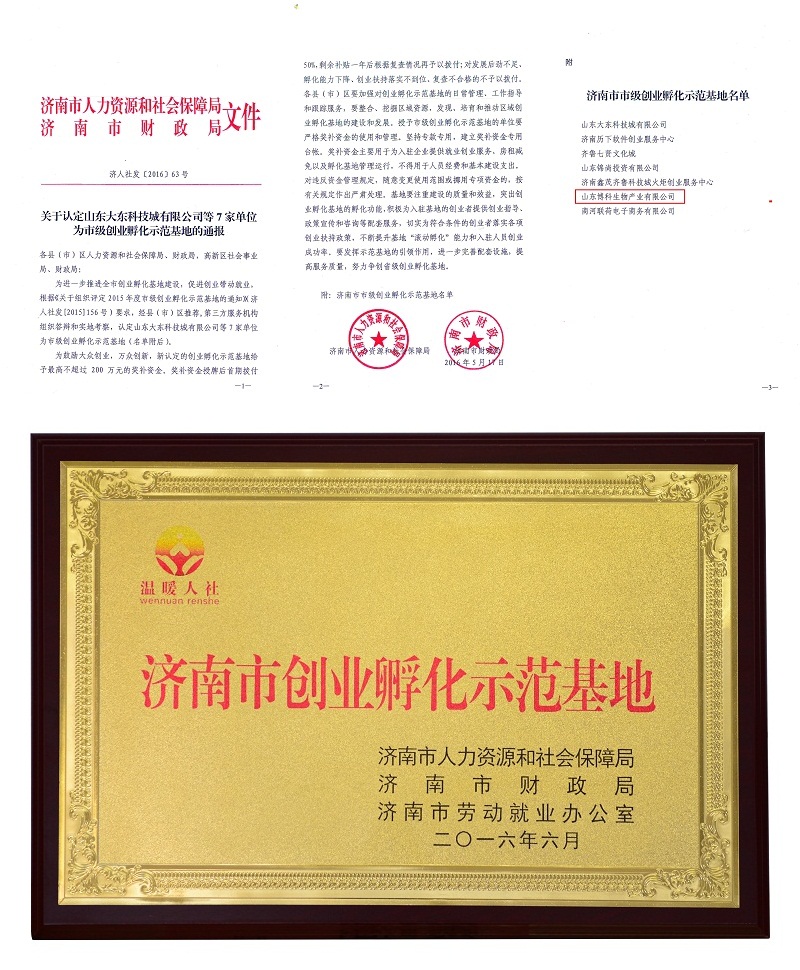 济南市人力资源和社会保障局
济南市财政局
文件
济人社发〔2016〕63号
关于认定山东大东科技城有限公司等7家单位
为市级创业孵化示范基地的通报
各县（市）区人力资源和社会保障局、财政局，高新区社会事业
局、财政局：
为进一步推进全市创业孵化基地建设，促进创业带动就业，
根据《关于组织评定2015年度市级创业孵化示范基地的通知》（济
人社发[2015]156号）要求，经县（市）区推荐、第三方服务机构
组织答辩和实地考察，认定山东大东科技城有限公司等7家单位
为市级创业孵化示范基地（名单附后）。
为鼓励大众创业，万众创新，新认定的创业孵化示范基地给
予最高不超过200万元的奖补资金，奖补资金授牌后首期拨付
—1—
50%，剩余补贴一年后根据复查情况再予以拨付；对发展后劲不足、
孵化能力下降、创业扶持落实不到位，复查不合格的不予以拨付。
各县（市）区要加强对创业孵化示范基地的日常管理、工作指导
和跟踪服务，要整合、挖掘区域资源，发现、培育和推动区域创
业孵化基地的建设和发展。授予市级创业孵化示范基地的单位要
严格奖补资金的使用和管理，坚持专款专用，建立奖补资金专用
台帐。奖补资金主要用于为入驻企业提供就业创业服务、房租减
免以及孵化基地管理运行，不得用于人员经费和基本建设支出。
对违反资金管理规定，随意变更使用范围或挪用专项资金的，按
有关规定作出严肃处理。基地要注重建设的质量和效益，突出创
业孵化基地的孵化功能，积极为入驻基地的创业者提供创业指导、
政策宣传和咨询等配套服务，切实为符合条件的创业者落实各项
创业扶持政策，不断提升基地“滚动孵化”能力和入驻人员创业
成功率。要发挥示范基地的引领作用，进一步完善配套设施，提
高服务质量，努力争创省级创业孵化基地。
附：济南市市级创业孵化示范基地名单
济南市人力资源和社会保障局
济南市财政局
2016年5月17日
—2—
附
济南市市级创业孵化示范基地名单
山东大东科技城有限公司
济南历下软件创业服务中心
齐鲁七贤文化城
山东锦尚投资有限公司
济南鑫茂齐鲁科技城火炬创业服务中心
山东博科生物产业有限公司
商河联荷电子商务有限公司
—3—
温暖人社
wennuan renshe
济南市创业孵化示范基地
济南市人力资源和社会保障局
济南市财政局
济南市劳动就业办公室
二〇一六年六月